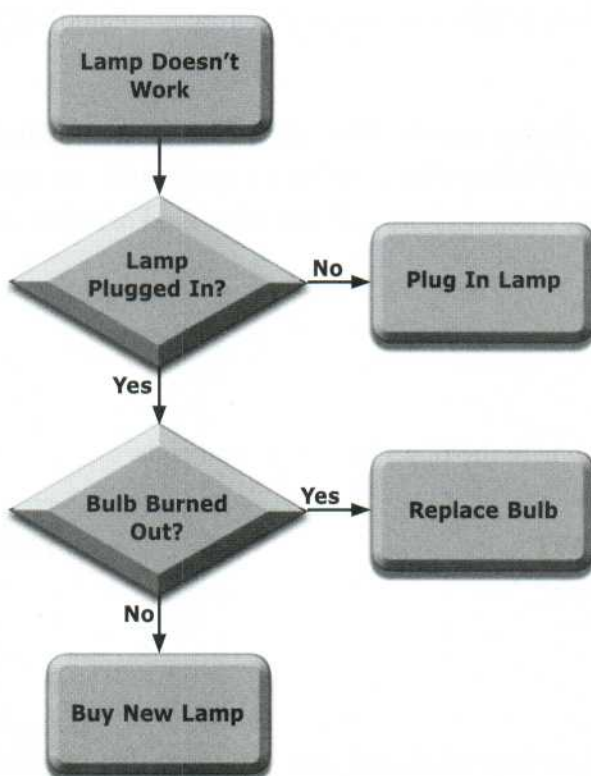 Lamp Doesn't
Work
Lamp
Plugged In?
No
Plug In Lamp
Yes
Bulb Burned
Out?
Yes
Replace Bulb
No
Buy New Lamp